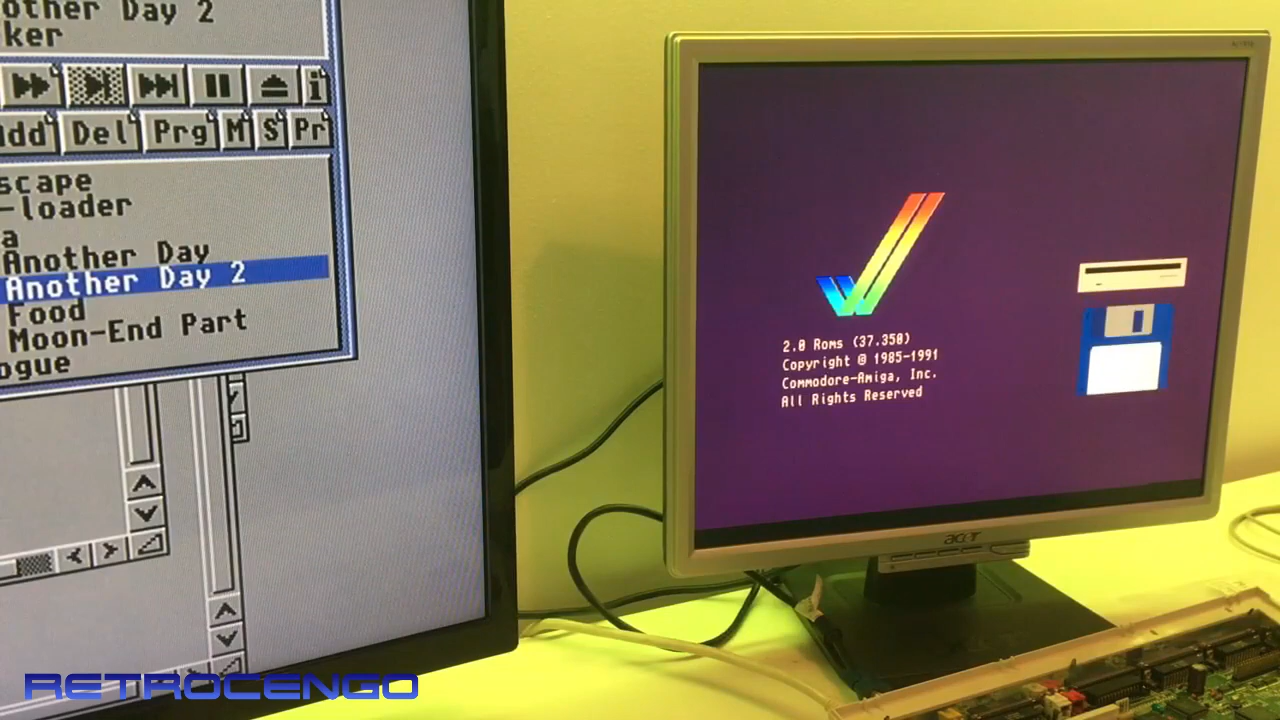 other Day 2
ker
i
dd Del Prg M S Pr
scape
-loader
a
Another Day
Another Day 2
Food
Moon-End Part
ogue
2.0 Roms (37.350)
Copyright © 1985-1991
Commodore-Amiga, Inc.
All Rights Reserved
acer
RETROCENGO